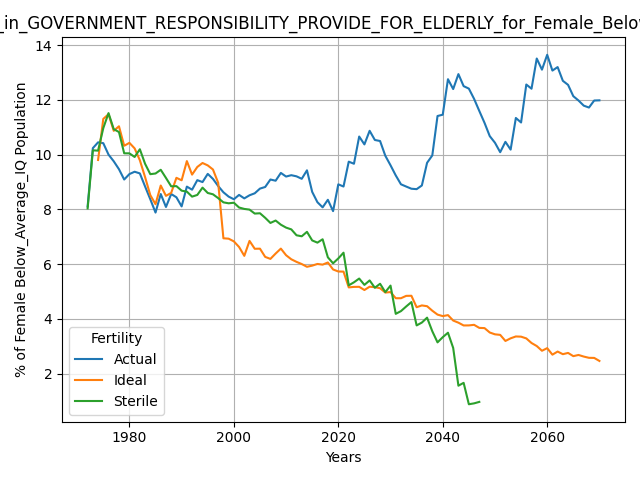 _in_GOVERNMENT_RESPONSIBILITY_PROVIDE_FOR_ELDERLY_for_Female_Below
14
12
10
8
6
4
2
% of Female Below_Average_IQ Population
Fertility
Actual
Ideal
Sterile
1980 2000 2020 2040 2060
Years